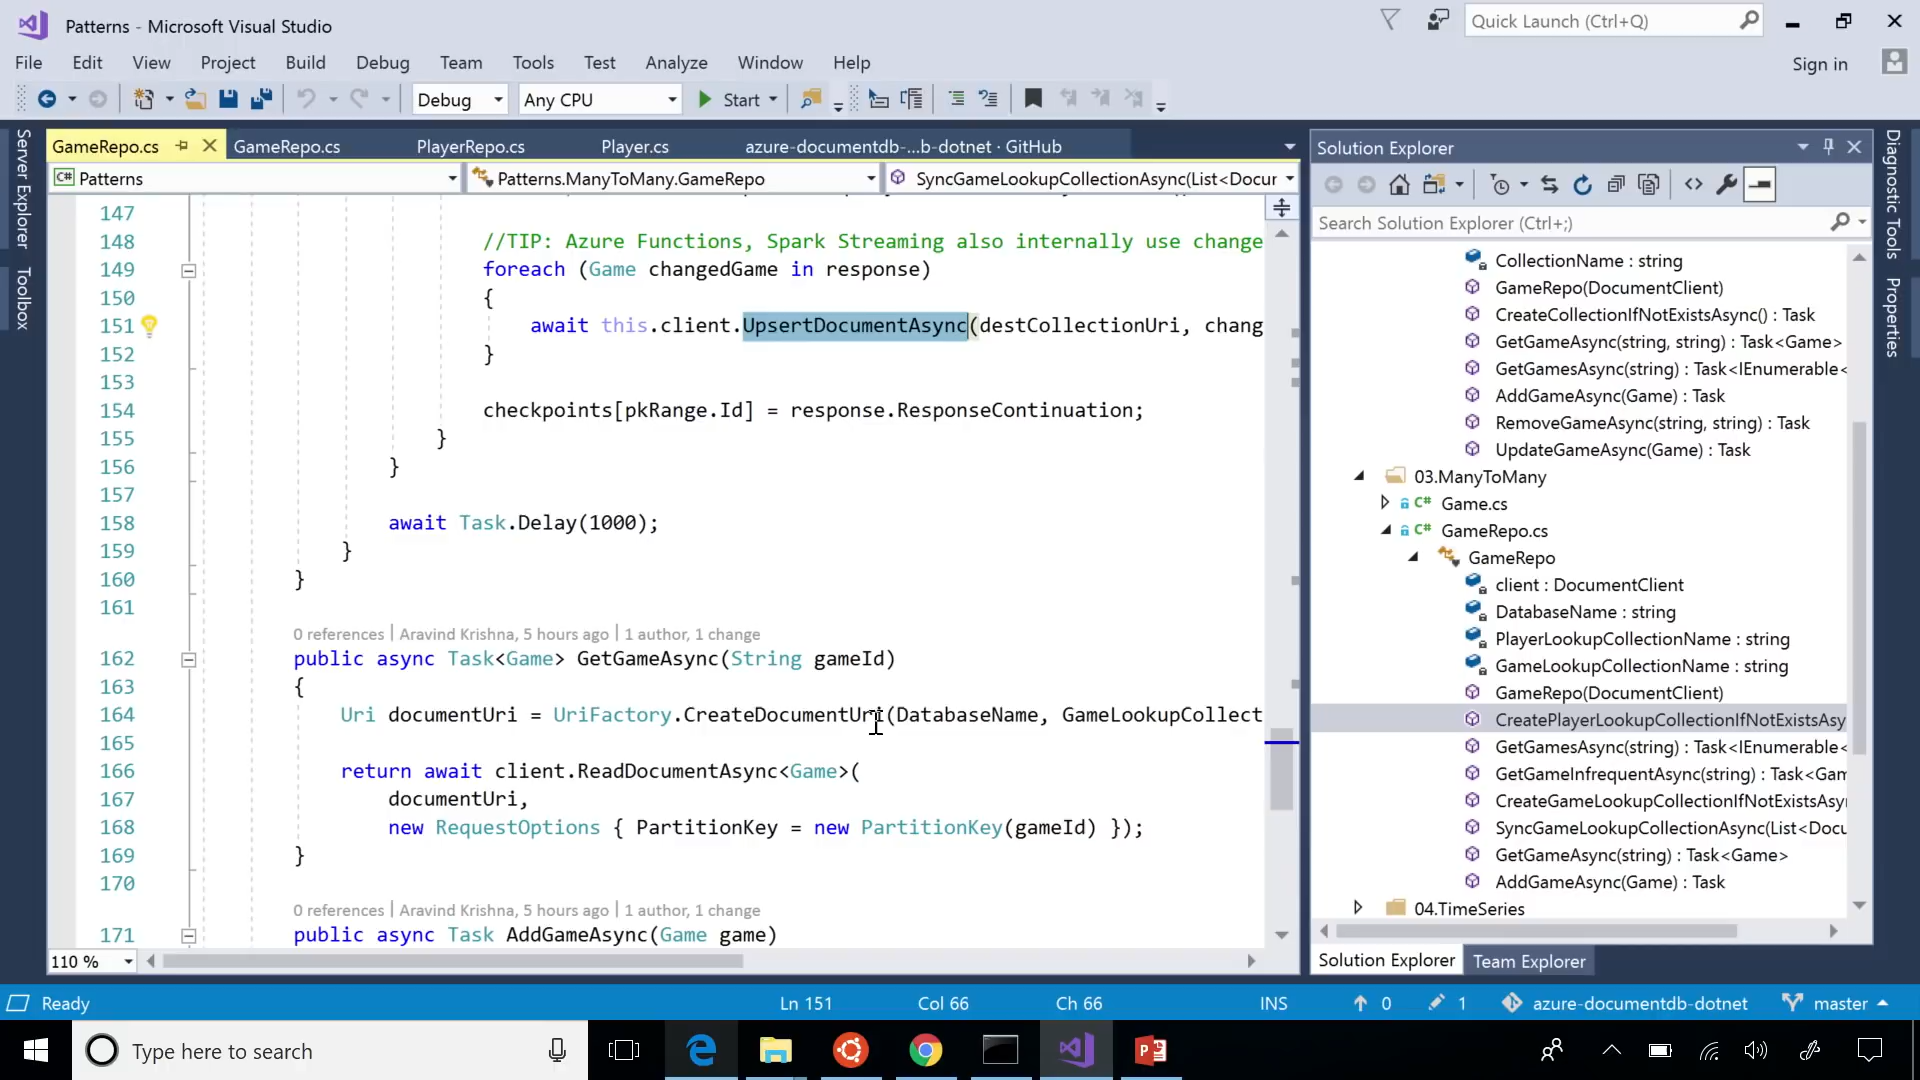 Patterns - Microsoft Visual Studio
Quick Launch (Ctrl+Q)
File Edit View Project Build Debug Team Tools Test Analyze Window Help
Sign in
Debug Any CPU Start
Server Explorer
Toolbox
GameRepo.cs GameRepo.cs PlayerRepo.cs Player.cs azure-documentdb-...b-dotnet · GitHub
C# Patterns Patterns.ManyToMany.GameRepo SyncGameLookupCollectionAsync(List<Docur
147
148 //TIP: Azure Functions, Spark Streaming also internally use change
149 foreach (Game changedGame in response)
150 {
151 await this.client.UpsertDocumentAsync(destCollectionUri, chang
152 }
153
154 checkpoints[pkRange.Id] = response.ResponseContinuation;
155 }
156 }
157
158 await Task.Delay(1000);
159 }
160 }
161
0 references | Aravind Krishna, 5 hours ago | 1 author, 1 change
162 public async Task<Game> GetGameAsync(String gameId)
163 {
164 Uri documentUri = UriFactory.CreateDocumentUri(DatabaseName, GameLookupCollect
165
166 return await client.ReadDocumentAsync<Game>(
167 documentUri,
168 new RequestOptions { PartitionKey = new PartitionKey(gameId) });
169 }
170
0 references | Aravind Krishna, 5 hours ago | 1 author, 1 change
171 public async Task AddGameAsync(Game game)
110 %
Solution Explorer
Search Solution Explorer (Ctrl+;)
CollectionName : string
GameRepo(DocumentClient)
CreateCollectionIfNotExistsAsync() : Task
GetGameAsync(string, string) : Task<Game>
GetGamesAsync(string) : Task<IEnumerable<
AddGameAsync(Game) : Task
RemoveGameAsync(string, string) : Task
UpdateGameAsync(Game) : Task
03.ManyToMany
C# Game.cs
C# GameRepo.cs
GameRepo
client : DocumentClient
DatabaseName : string
PlayerLookupCollectionName : string
GameLookupCollectionName : string
GameRepo(DocumentClient)
CreatePlayerLookupCollectionIfNotExistsAsy
GetGamesAsync(string) : Task<IEnumerable<
GetGameInfrequentAsync(string) : Task<Gam
CreateGameLookupCollectionIfNotExistsAsy
SyncGameLookupCollectionAsync(List<Docu
GetGameAsync(string) : Task<Game>
AddGameAsync(Game) : Task
04.TimeSeries
Solution Explorer Team Explorer
Diagnostic Tools
Properties
Ready Ln 151 Col 66 Ch 66 INS 0 1 azure-documentdb-dotnet master
Type here to search